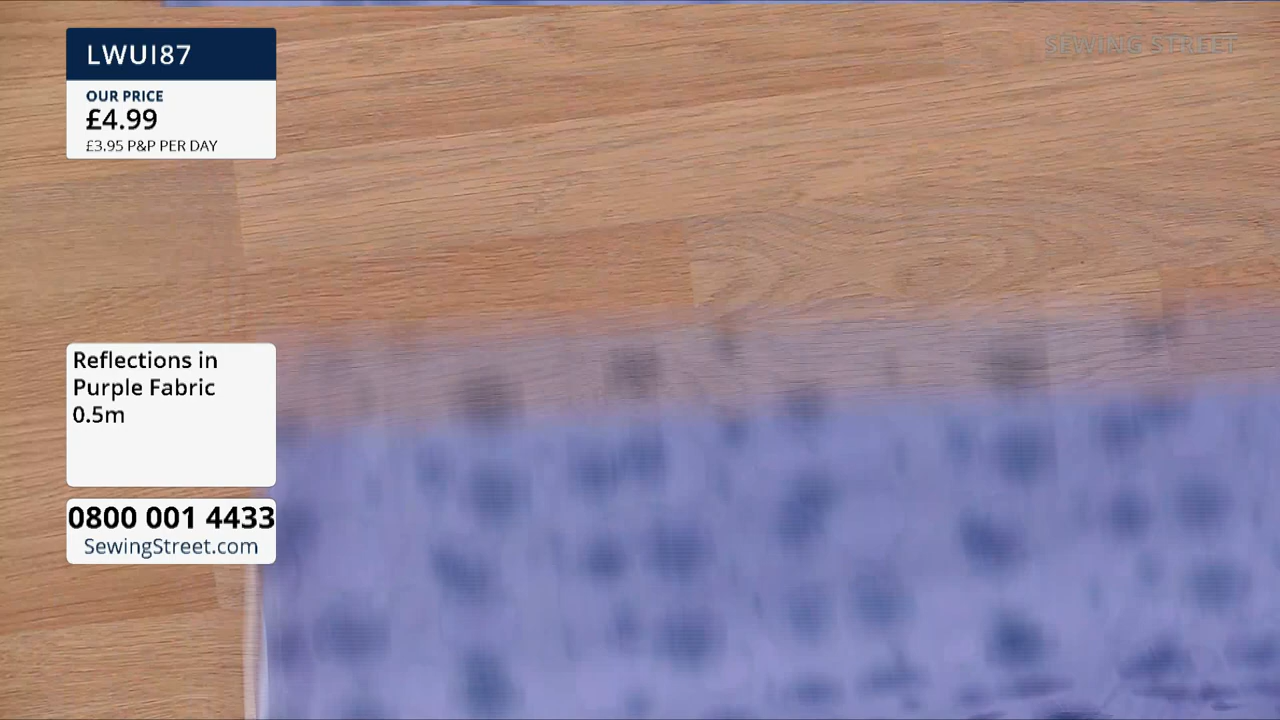 LWUI87
OUR PRICE
£4.99
£3.95 P&P PER DAY
SEWING STREET
Reflections in
Purple Fabric
0.5m
0800 001 4433
SewingStreet.com